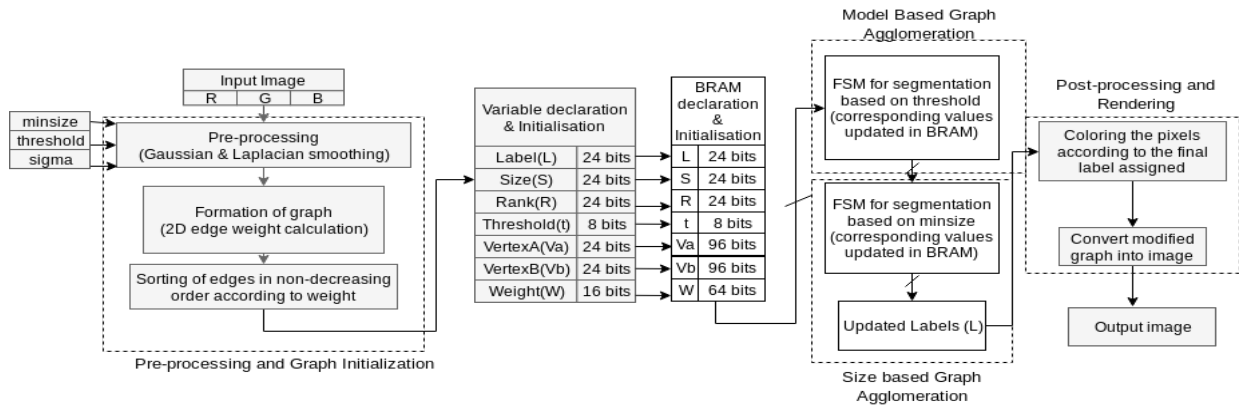 Input Image
R G B
minsize
threshold
sigma
Pre-processing
(Gaussian & Laplacian smoothing)
Formation of graph
(2D edge weight calculation)
Sorting of edges in non-decreasing
order according to weight
Pre-processing and Graph Initialization
Variable declaration
& Initialisation
Label(L) 24 bits
Size(S) 24 bits
Rank(R) 24 bits
Threshold(t) 8 bits
VertexA(Va) 24 bits
VertexB(Vb) 24 bits
Weight(W) 16 bits
BRAM
declaration
&
Initialisation
L 24 bits
S 24 bits
R 24 bits
t 8 bits
Va 96 bits
Vb 96 bits
W 64 bits
Model Based Graph
Agglomeration
FSM for segmentation
based on threshold
(corresponding values
updated in BRAM)
FSM for segmentation
based on minsize
(corresponding values
updated in BRAM)
Updated Labels (L)
Size based Graph
Agglomeration
Post-processing and
Rendering
Coloring the pixels
according to the final
label assigned
Convert modified
graph into image
Output image